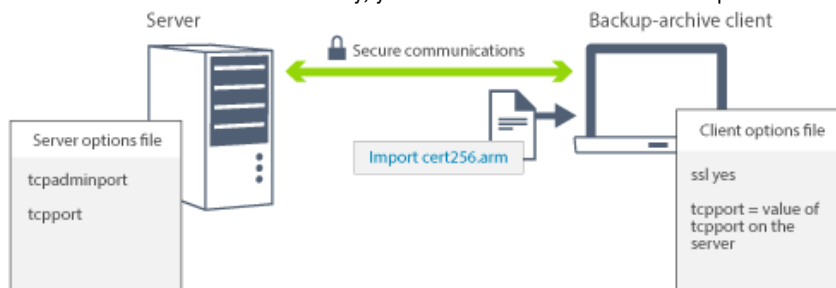 Server
Backup-archive client
Secure communications
Server options file
tcpadminport
tcpport
Import cert256.arm
Client options file
ssl yes
tcpport = value of
tcpport on the
server